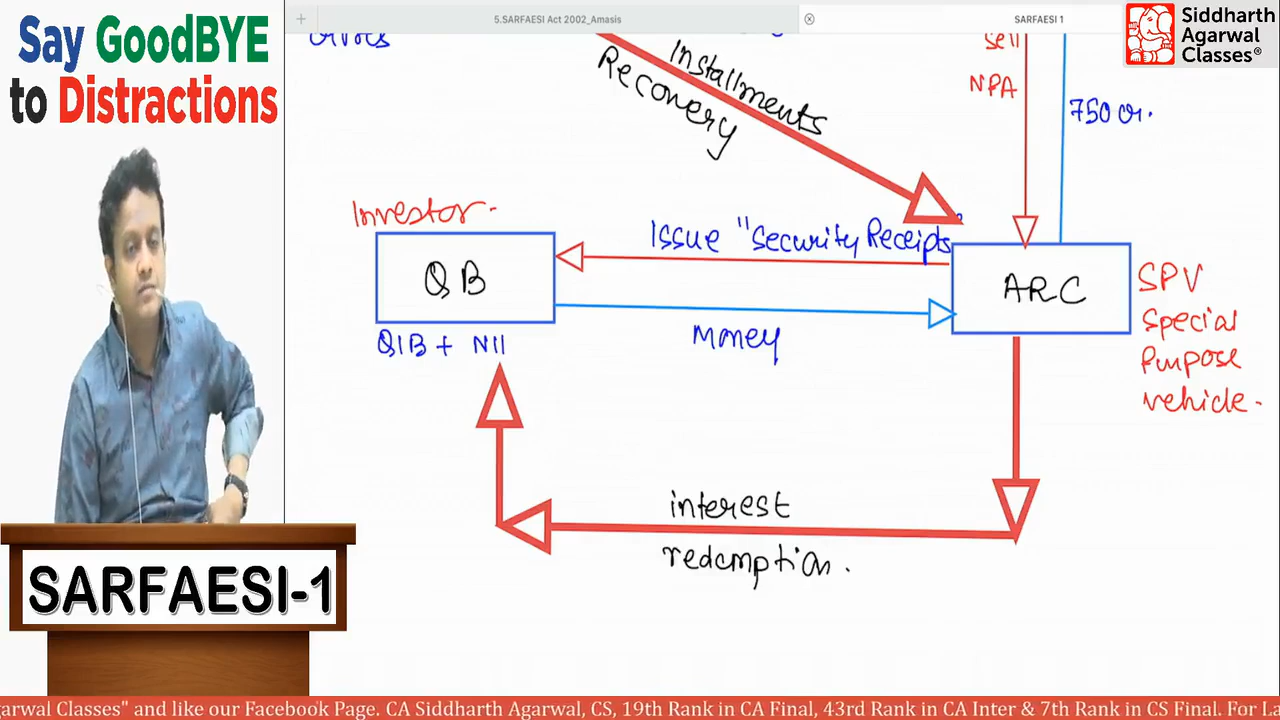 Say GoodBYE
to Distractions
5.SARFAESI Act 2002_Amasis
SARFAESI 1
Siddharth
Agarwal
Classes®
Installments
Recovery
Sell
NPA
750 cr.
Investor.
QB
QIB + NII
Issue "Security Receipts"
Money
ARC
SPV
Special
Purpose
vehicle.
interest
redemption.
SARFAESI-1
garwal Classes" and like our Facebook Page. CA Siddharth Agarwal, CS, 19th Rank in CA Final, 43rd Rank in CA Inter & 7th Rank in CS Final. For La